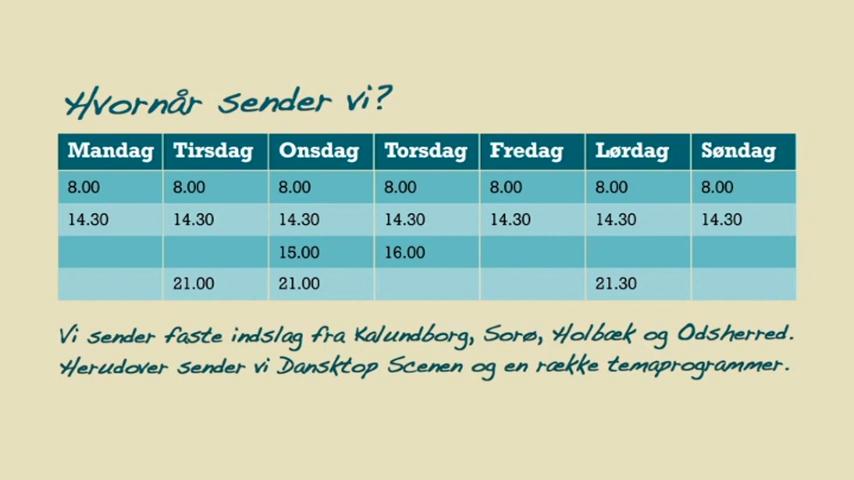 Hvornår sender vi?
Mandag Tirsdag Onsdag Torsdag Fredag Lørdag Søndag
8.00 8.00 8.00 8.00 8.00 8.00 8.00
14.30 14.30 14.30 14.30 14.30 14.30 14.30
15.00 16.00
21.00 21.00 21.30
Vi sender faste indslag fra Kalundborg, Sorø, Holbæk og Odsherred.
Herudover sender vi Dansktop Scenen og en række temaprogrammer.